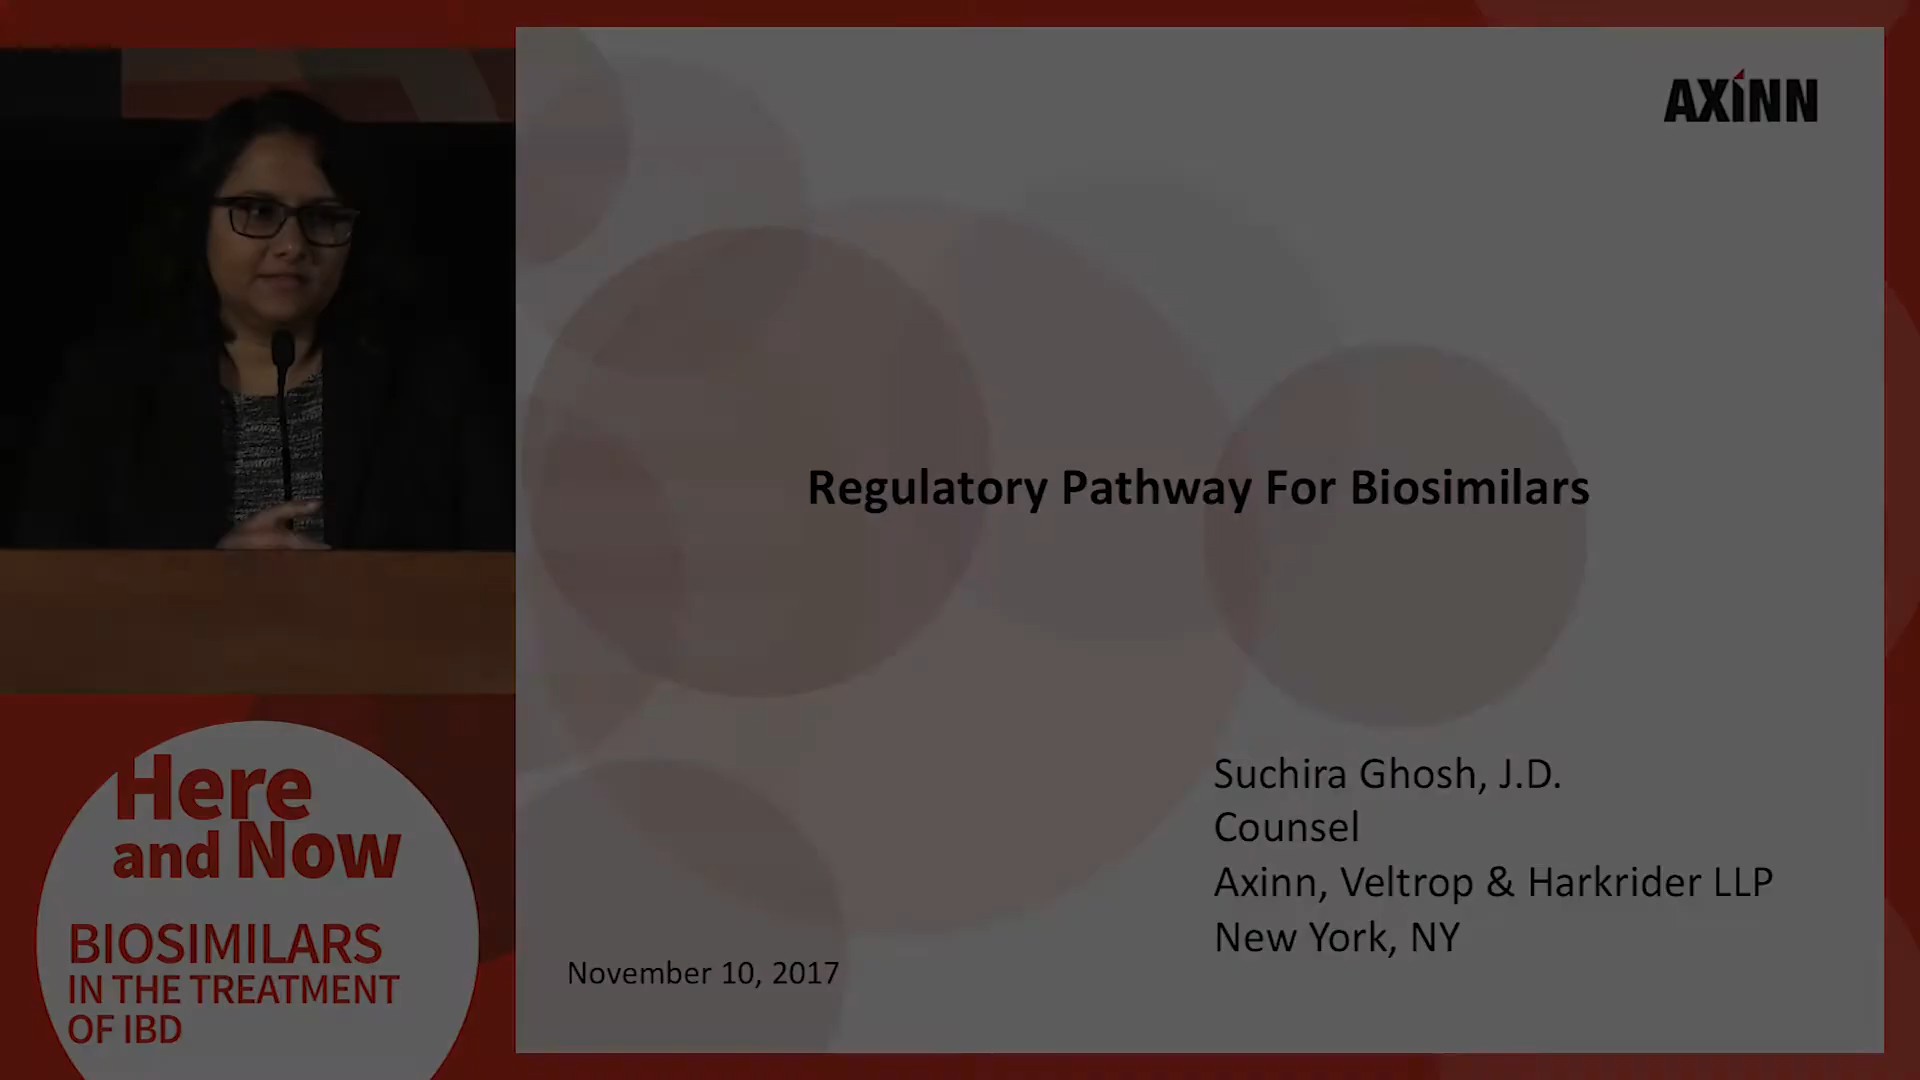 AXINN
Regulatory Pathway For Biosimilars
Suchira Ghosh, J.D.
Counsel
Axinn, Veltrop & Harkrider LLP
New York, NY
November 10, 2017
Here
and Now
BIOSIMILARS
IN THE TREATMENT
OF IBD